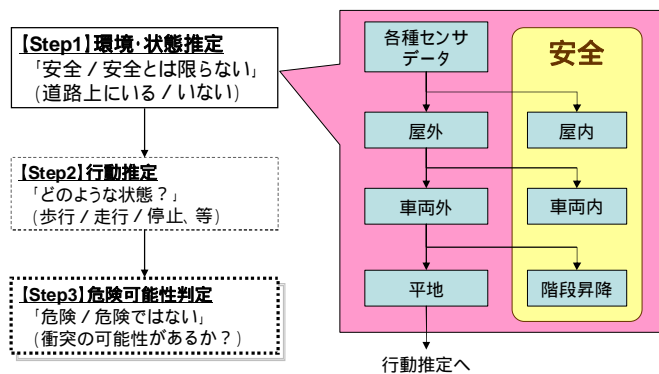 【Step1】環境・状態推定
「安全／安全とは限らない」
(道路上にいる／いない)
【Step2】行動推定
「どのような状態？」
(歩行／走行／停止、等)
【Step3】危険可能性判定
「危険／危険ではない」
(衝突の可能性があるか？)
各種センサ
データ
安全
屋外
屋内
車両外
車両内
平地
階段昇降
行動推定へ